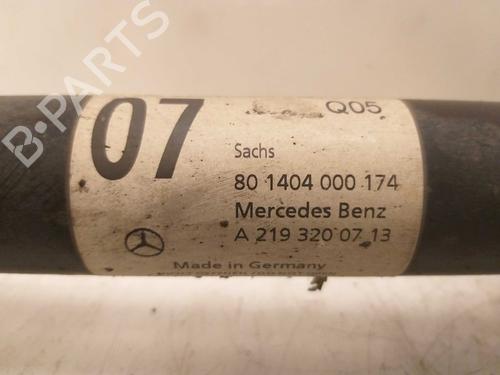 B-PARTS
07
Q05
Sachs
80 1404 000 174
Mercedes Benz
A 219 320 07 13
Made in Germany